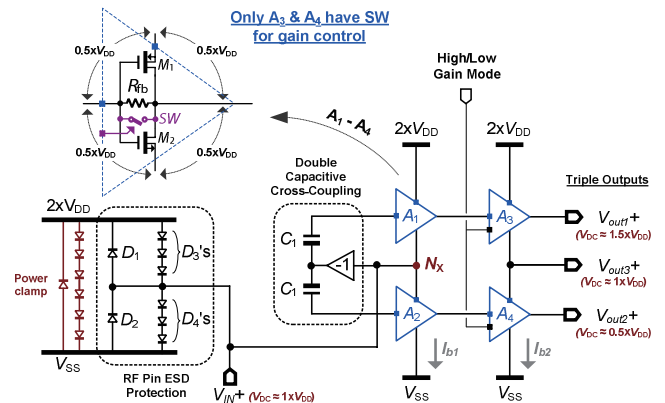 Only A3 & A4 have SW
for gain control
0.5xVDD
0.5xVDD
M1
Rfb
SW
M2
0.5xVDD
0.5xVDD
A1 - A4
High/Low
Gain Mode
2xVDD
2xVDD
Double
Capacitive
Cross-Coupling
Triple Outputs
2xVDD
A1
A3
Vout1+
(VDC ≈ 1.5xVDD)
C1
D1
D3's
-1
NX
Vout3+
(VDC ≈ 1xVDD)
Power
clamp
C1
D2
D4's
A2
A4
Vout2+
(VDC ≈ 0.5xVDD)
Ib1
Ib2
VSS
RF Pin ESD
Protection
VIN+ (VDC ≈ 1xVDD)
VSS
VSS